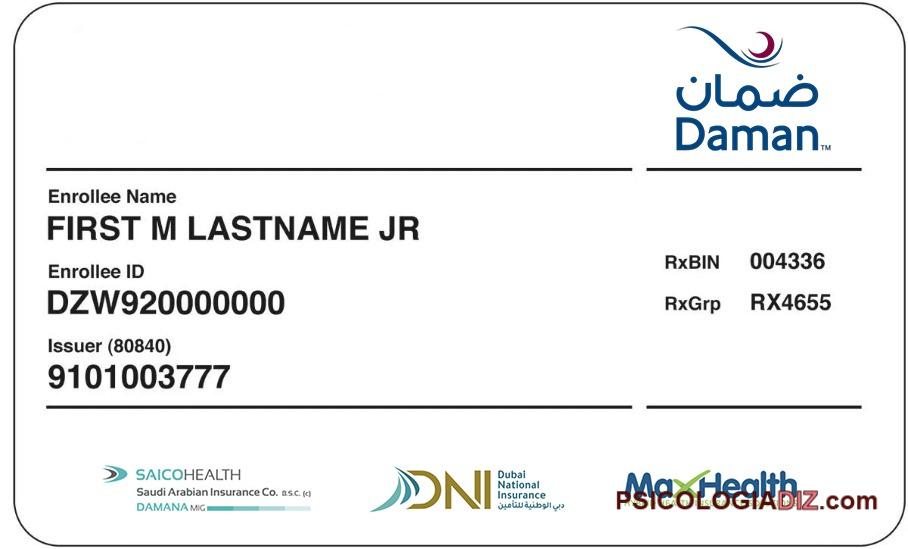 ضمان
Daman™
Enrollee Name
FIRST M LASTNAME JR
Enrollee ID
DZW920000000
Issuer (80840)
9101003777
RxBIN 004336
RxGrp RX4655
SAICOHEALTH
Saudi Arabian Insurance Co. B.S.C. (c)
DAMANA MIG
DNI
Dubai
National
Insurance
دبي الوطنية للتأمين
MaxHealth
PSICOLOGIADIZ.com